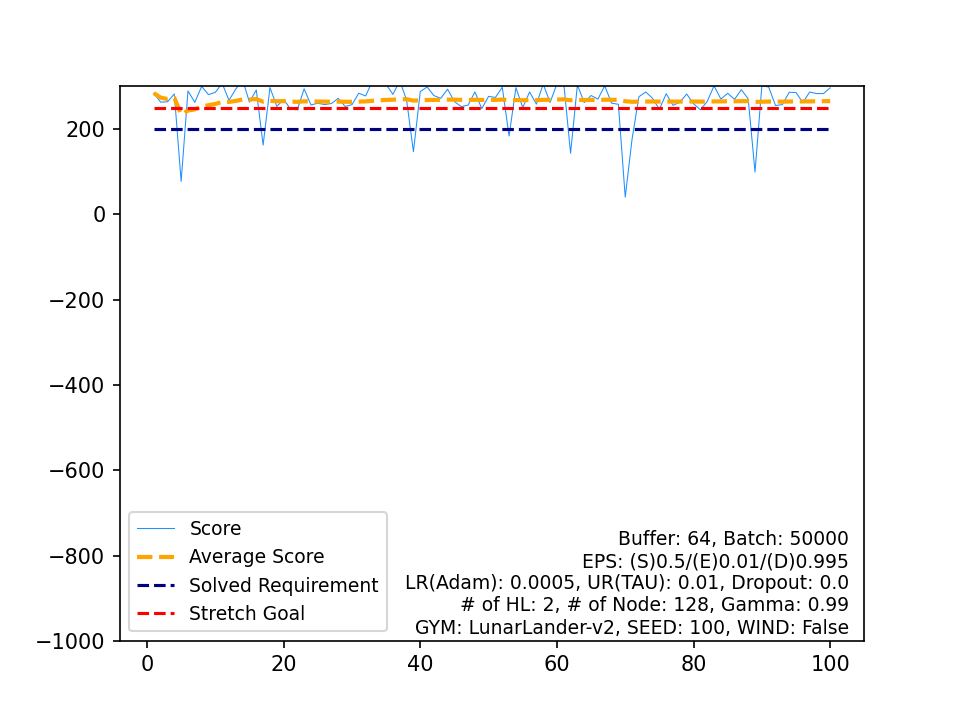 200
0
−200
−400
−600
−800
−1000
0
20
40
60
80
100
Score
Average Score
Solved Requirement
Stretch Goal
Buffer: 64, Batch: 50000
EPS: (S)0.5/(E)0.01/(D)0.995
LR(Adam): 0.0005, UR(TAU): 0.01, Dropout: 0.0
# of HL: 2, # of Node: 128, Gamma: 0.99
GYM: LunarLander-v2, SEED: 100, WIND: False